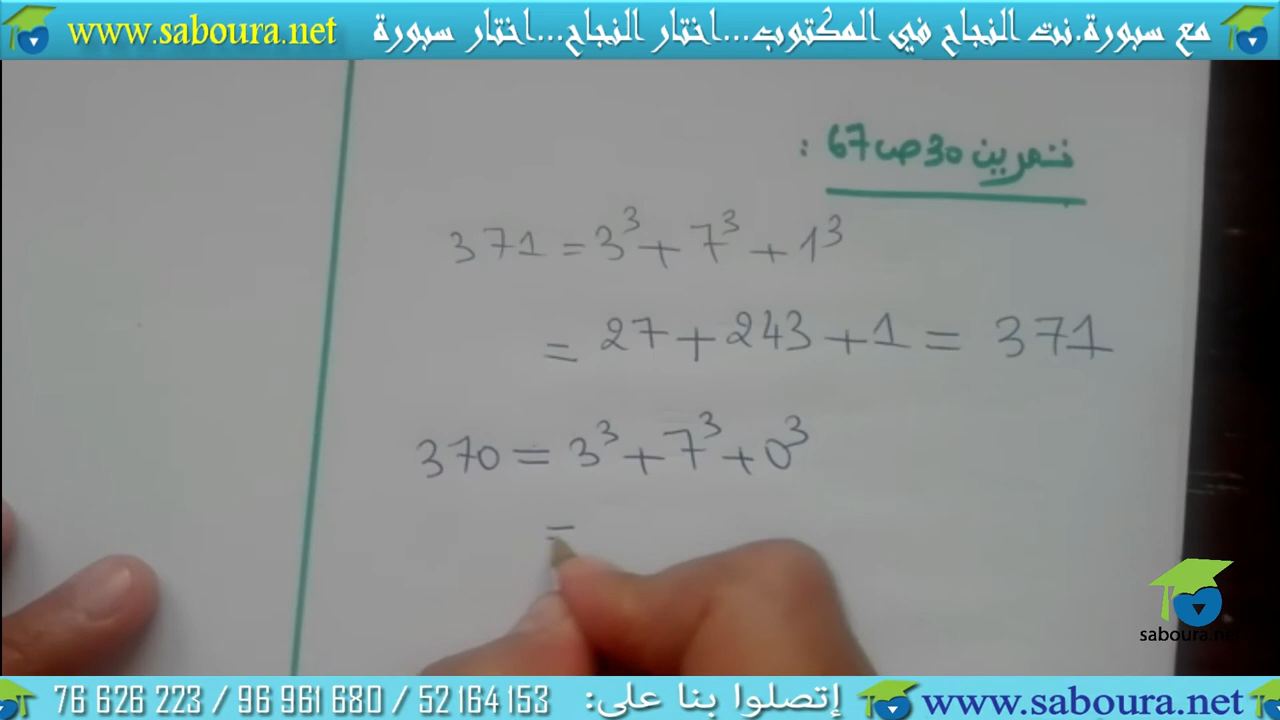 مع سبورة.نت النجاح في المكتوب...اختار النجاح...اختار سبورة www.saboura.net
تمرين 30 ص 67 :
371 = 3³ + 7³ + 1³
= 27 + 243 + 1 = 371
370 = 3³ + 7³ + 0³
=
saboura.net
إتصلوا بنا على: 76 626 223 / 96 961 680 / 52 164 153 www.saboura.net